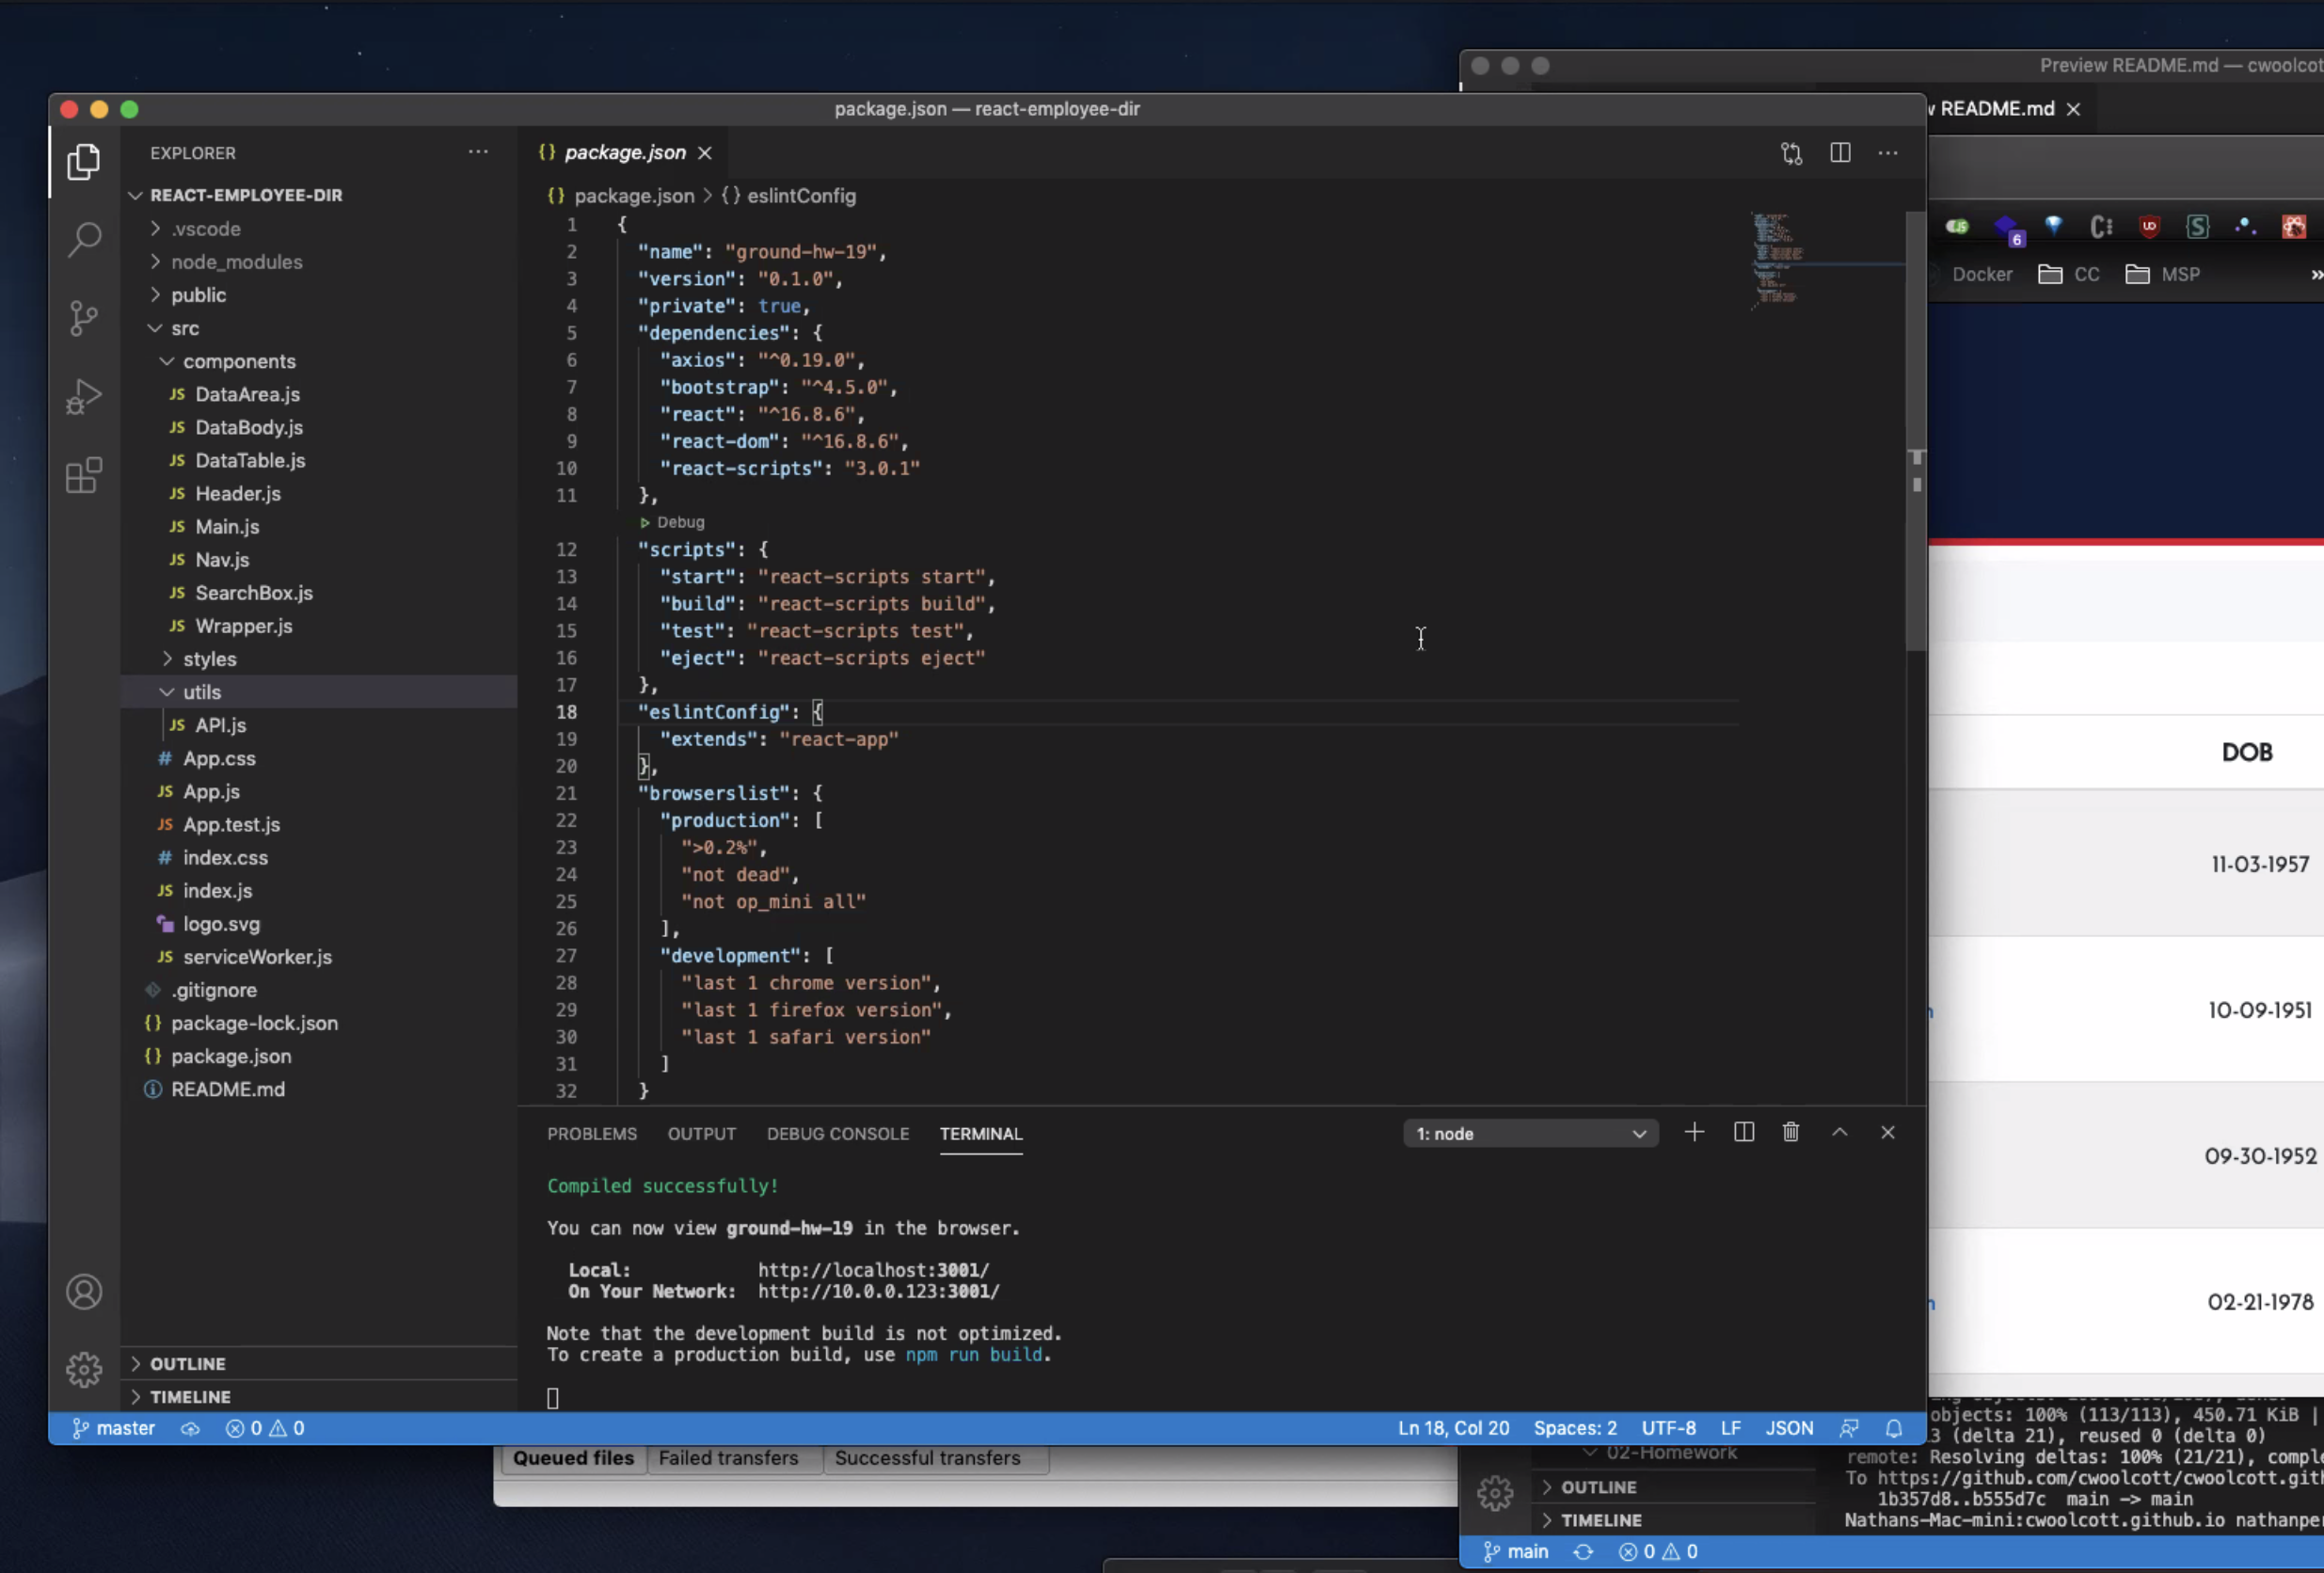 Preview README.md — cwoolcot
package.json — react-employee-dir
README.md
EXPLORER
package.json
REACT-EMPLOYEE-DIR
package.json > {} eslintConfig
.vscode
node_modules
public
src
components
DataArea.js
DataBody.js
DataTable.js
Header.js
Main.js
Nav.js
SearchBox.js
Wrapper.js
styles
utils
API.js
App.css
App.js
App.test.js
index.css
index.js
logo.svg
serviceWorker.js
.gitignore
package-lock.json
package.json
README.md
OUTLINE
TIMELINE
1 {
2 "name": "ground-hw-19",
3 "version": "0.1.0",
4 "private": true,
5 "dependencies": {
6 "axios": "^0.19.0",
7 "bootstrap": "^4.5.0",
8 "react": "^16.8.6",
9 "react-dom": "^16.8.6",
10 "react-scripts": "3.0.1"
11 },
Debug
12 "scripts": {
13 "start": "react-scripts start",
14 "build": "react-scripts build",
15 "test": "react-scripts test",
16 "eject": "react-scripts eject"
17 },
18 "eslintConfig": {
19 "extends": "react-app"
20 },
21 "browserslist": {
22 "production": [
23 ">0.2%",
24 "not dead",
25 "not op_mini all"
26 ],
27 "development": [
28 "last 1 chrome version",
29 "last 1 firefox version",
30 "last 1 safari version"
31 ]
32 }
PROBLEMS OUTPUT DEBUG CONSOLE TERMINAL 1: node
Compiled successfully!
You can now view ground-hw-19 in the browser.
Local: http://localhost:3001/
On Your Network: http://10.0.0.123:3001/
Note that the development build is not optimized.
To create a production build, use npm run build.
master 0 0 Ln 18, Col 20 Spaces: 2 UTF-8 LF JSON
6
Docker CC MSP
DOB
11-03-1957
10-09-1951
09-30-1952
02-21-1978
Queued files Failed transfers Successful transfers
02-Homework
OUTLINE
TIMELINE
objects: 100% (113/113), 450.71 KiB |
3 (delta 21), reused 0 (delta 0)
remote: Resolving deltas: 100% (21/21), comple
To https://github.com/cwoolcott/cwoolcott.gith
1b357d8..b555d7c main -> main
Nathans-Mac-mini:cwoolcott.github.io nathanper
main 0 0